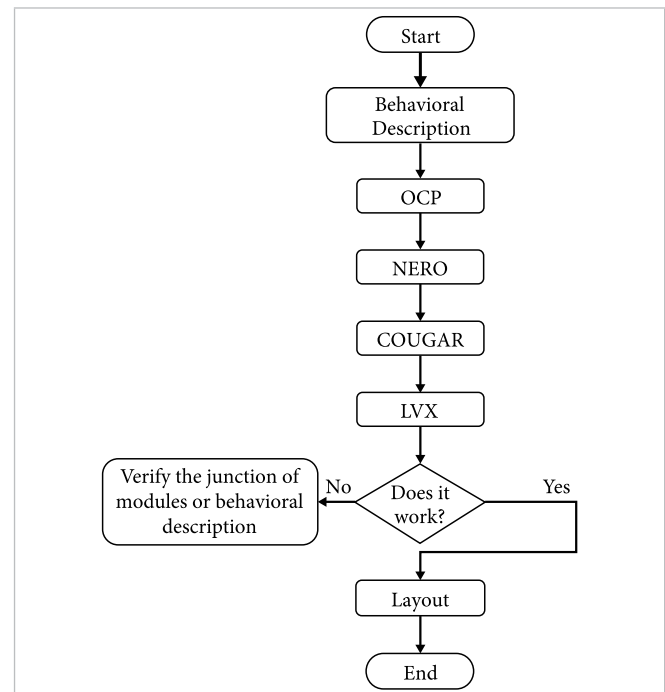 Start
Behavioral
Description
OCP
NERO
COUGAR
LVX
Verify the junction of
modules or behavioral
description
No
Does it
work?
Yes
Layout
End